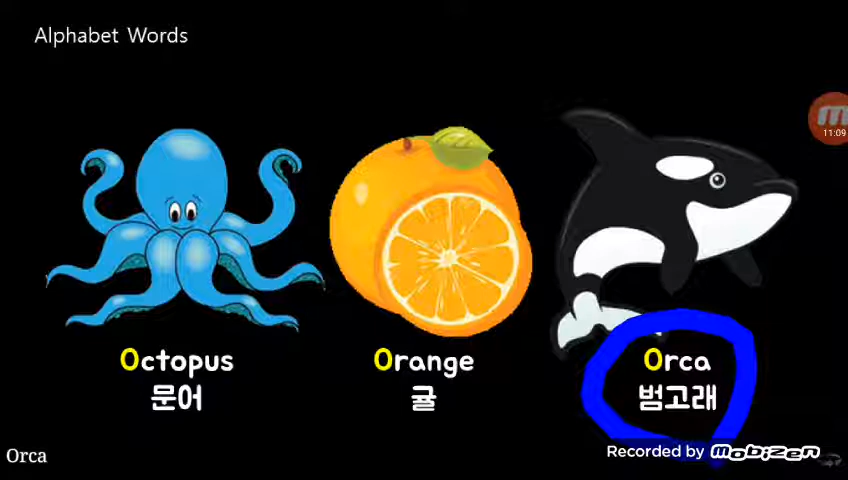 Alphabet Words
11:09
Octopus
문어
Orange
귤
Orca
범고래
Orca
Recorded by mobizen